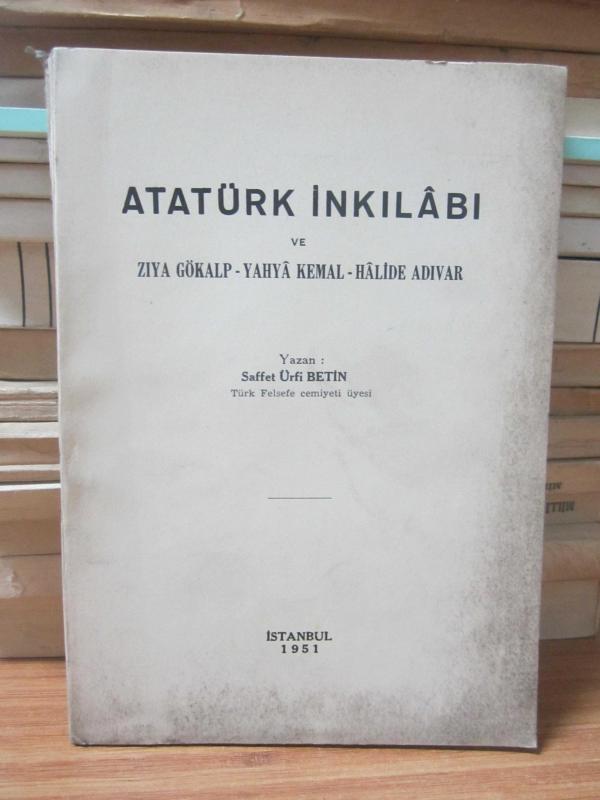 ATATÜRK İNKILÂBI
VE
ZIYA GÖKALP - YAHYÂ KEMAL - HÂLİDE ADIVAR
Yazan :
Saffet Ürfi BETİN
Türk Felsefe cemiyeti üyesi
İSTANBUL
1951